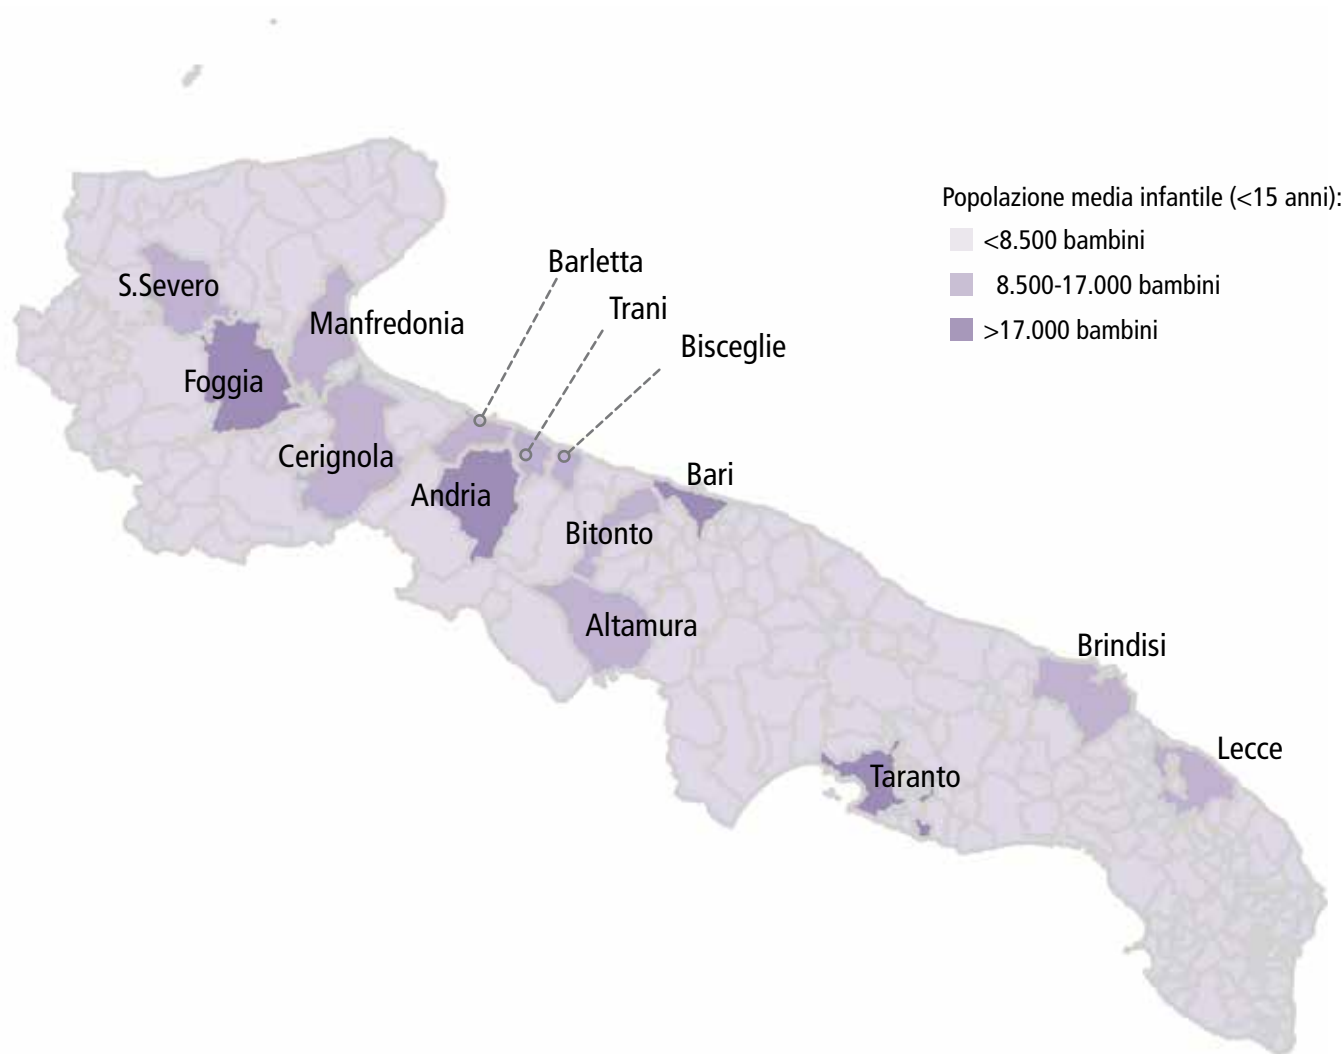 Popolazione media infantile (<15 anni):
<8.500 bambini
8.500-17.000 bambini
>17.000 bambini
Barletta
S.Severo
Trani
Manfredonia
Bisceglie
Foggia
Cerignola
Bari
Andria
Bitonto
Altamura
Brindisi
Lecce
Taranto